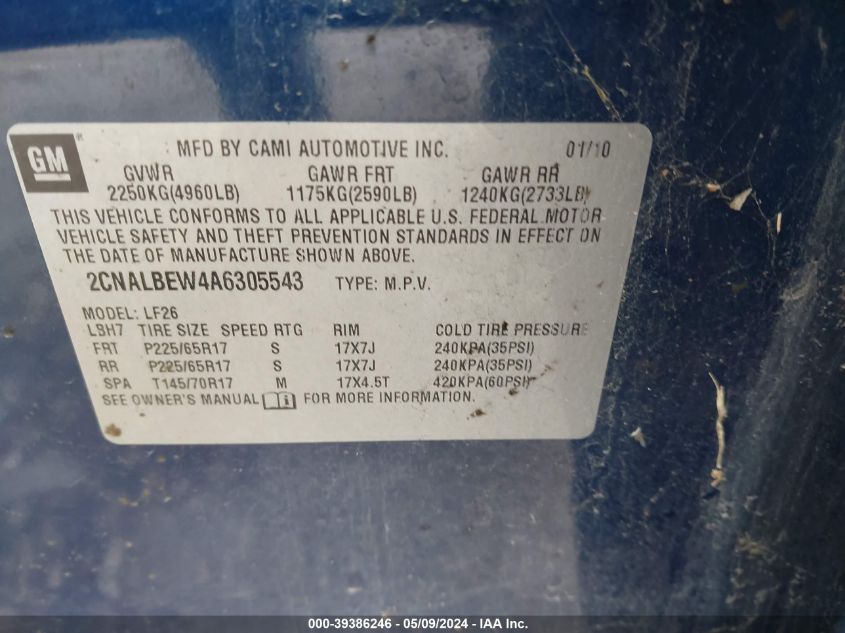 GM®
MFD BY CAMI AUTOMOTIVE INC. 01/10
GVWR GAWR FRT GAWR RR
2250KG(4960LB) 1175KG(2590LB) 1240KG(2733LB)
THIS VEHICLE CONFORMS TO ALL APPLICABLE U.S. FEDERAL MOTOR
VEHICLE SAFETY AND THEFT PREVENTION STANDARDS IN EFFECT ON
THE DATE OF MANUFACTURE SHOWN ABOVE.
2CNALBEW4A6305543 TYPE: M.P.V.
MODEL: LF26
LSH7 TIRE SIZE SPEED RTG RIM COLD TIRE PRESSURE
FRT P225/65R17 S 17X7J 240KPA(35PSI)
RR P225/65R17 S 17X7J 240KPA(35PSI)
SPA T145/70R17 M 17X4.5T 420KPA(60PSI)
SEE OWNER'S MANUAL FOR MORE INFORMATION.
000-39386246 - 05/09/2024 - IAA Inc.